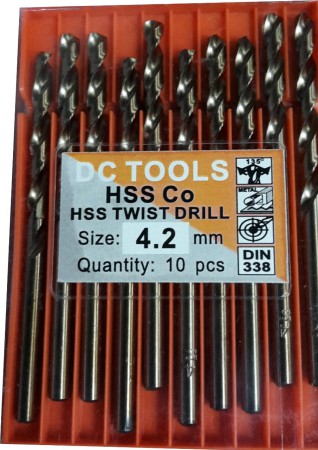 DC TOOLS
HSS Co
HSS TWIST DRILL
Size: 4.2 mm
Quantity: 10 pcs
135°
METAL
DIN
338